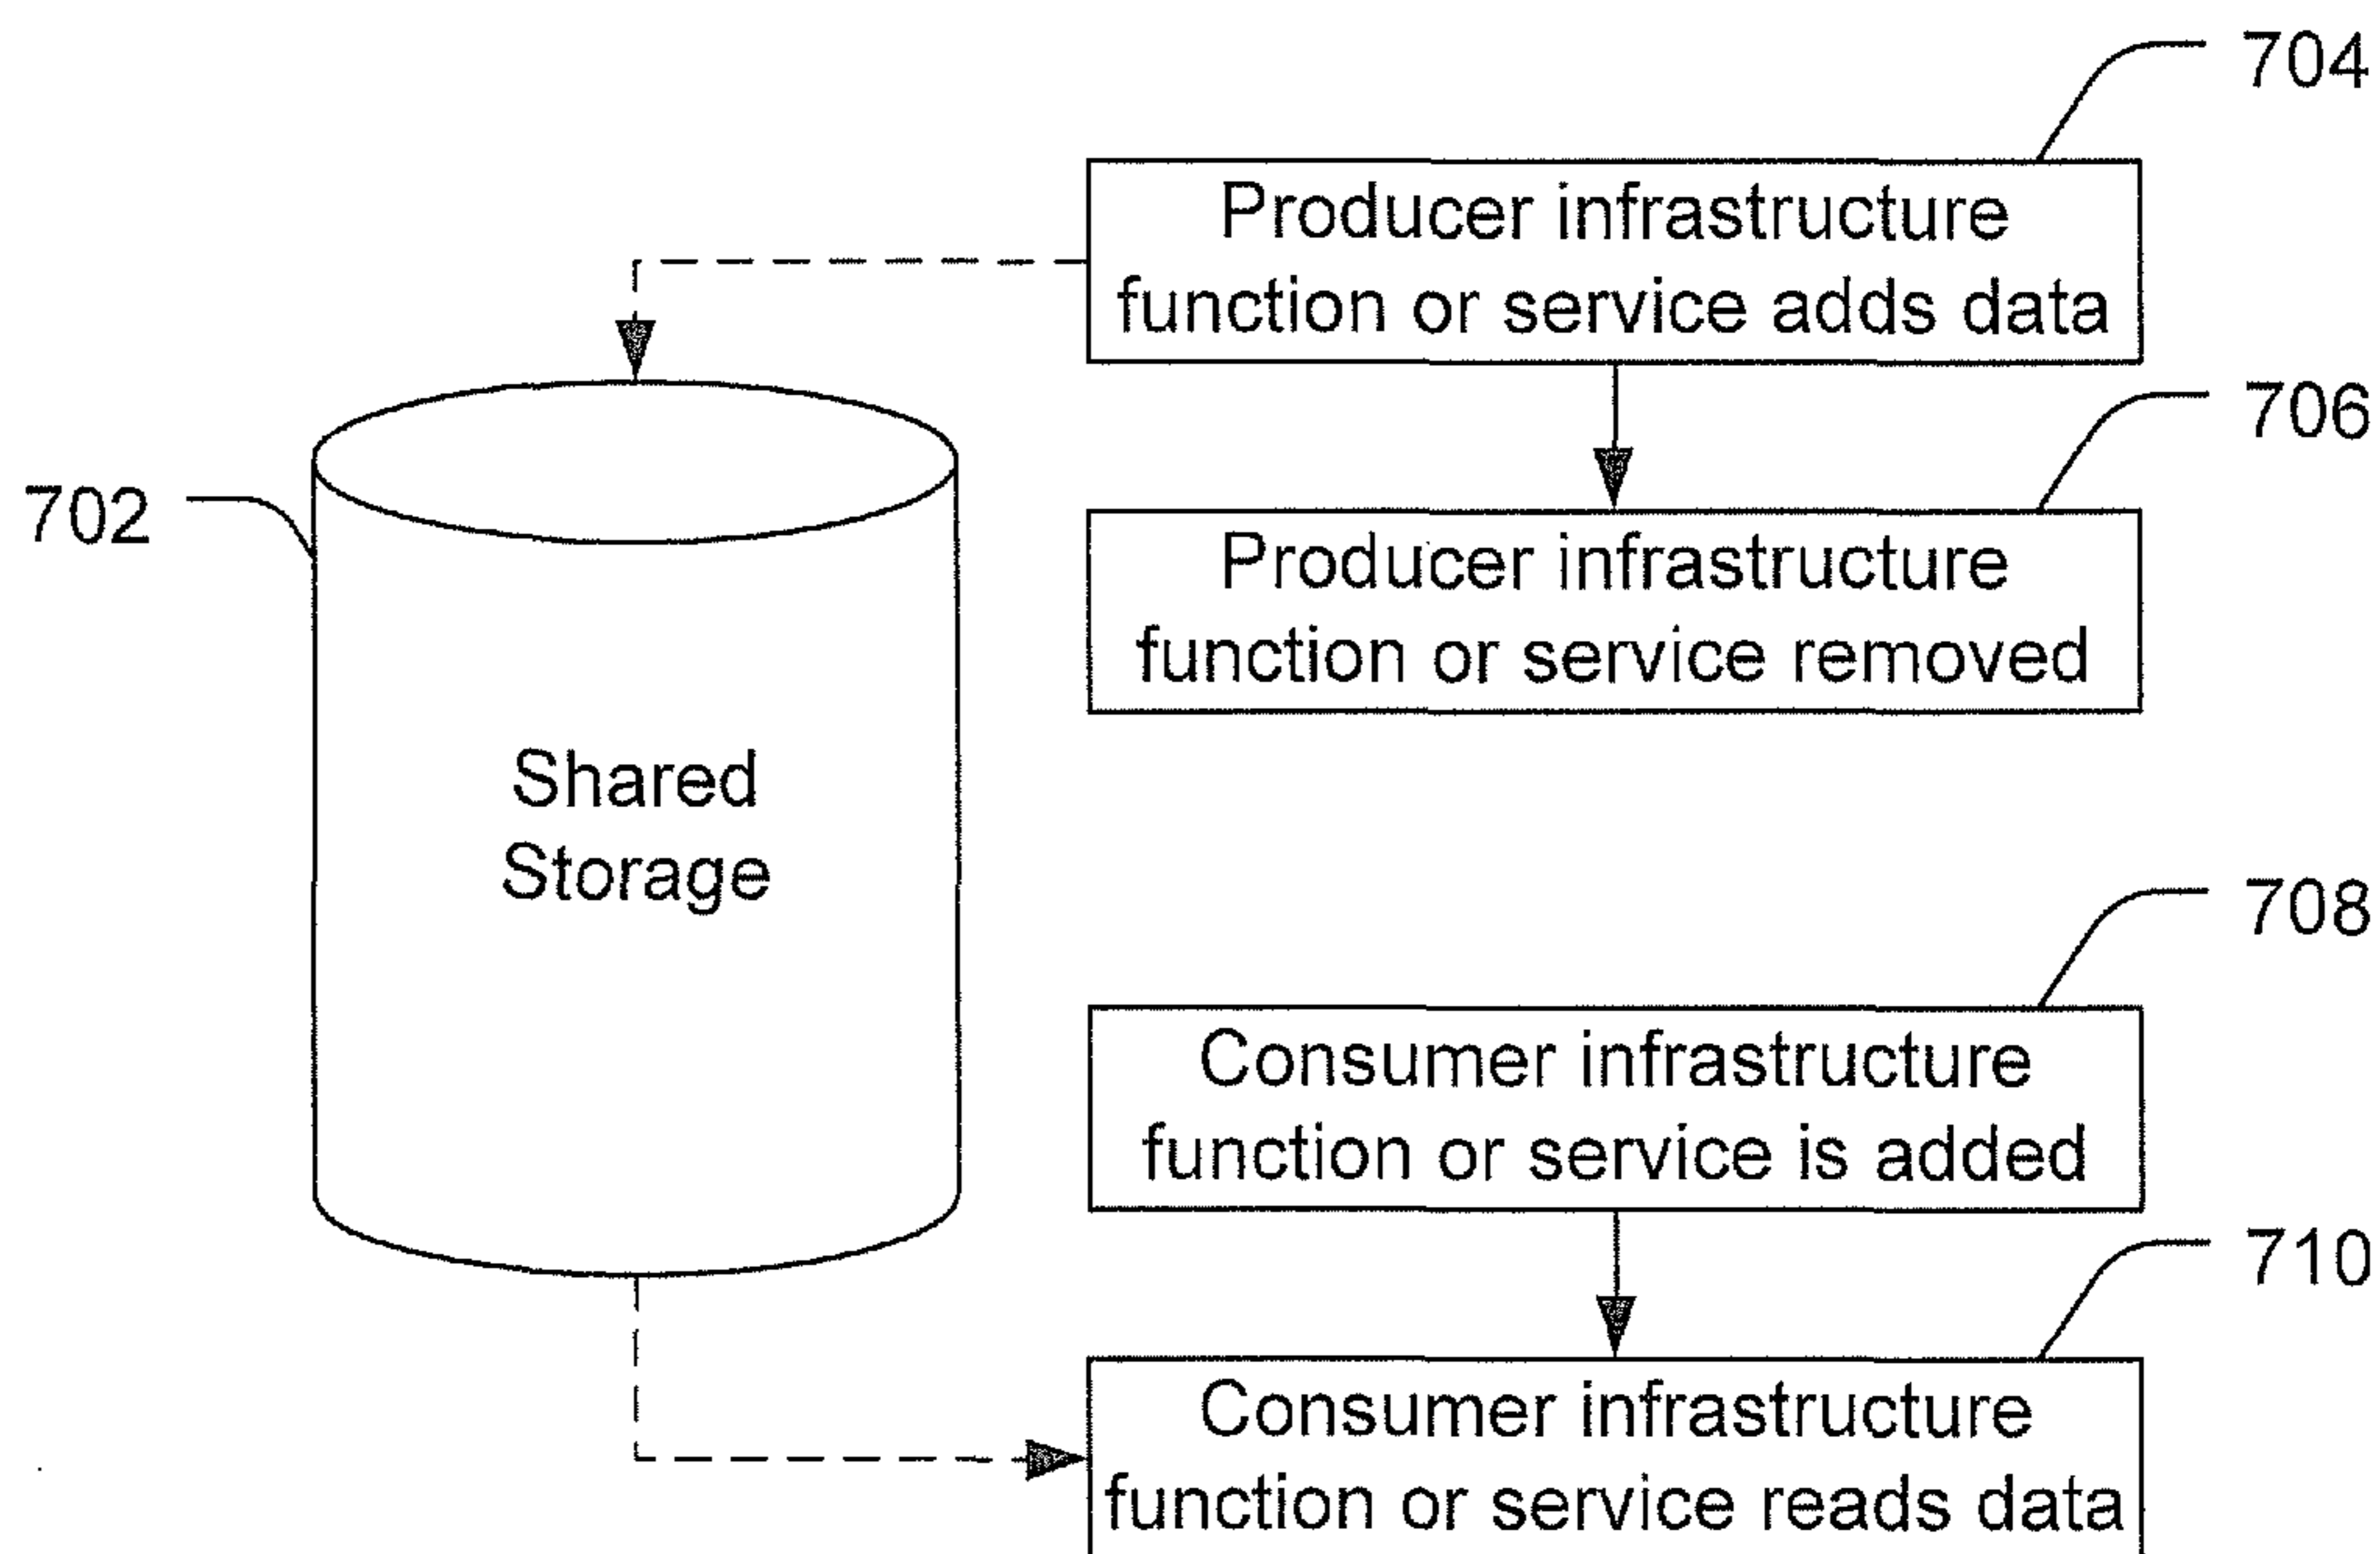 704
Producer infrastructure
function or service adds data
706
702
Producer infrastructure
function or service removed
Shared
Storage
708
Consumer infrastructure
function or service is added
710
Consumer infrastructure
function or service reads data